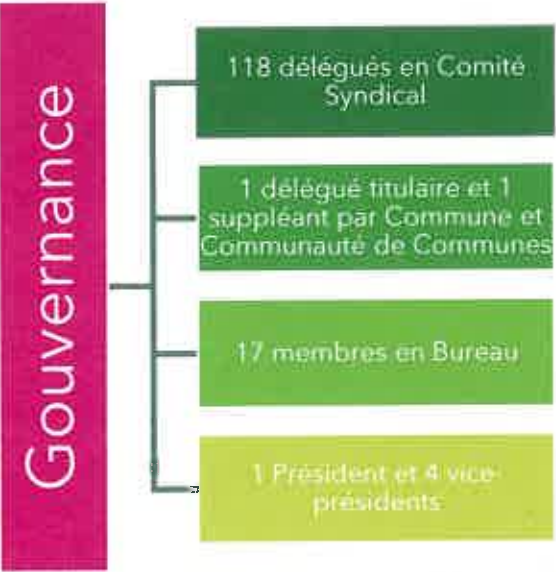 Gouvernance
118 délégués en Comité
Syndical
1 délégué titulaire et 1
suppléant par Commune et
Communauté de Communes
17 membres en Bureau
1 Président et 4 vice-
présidents